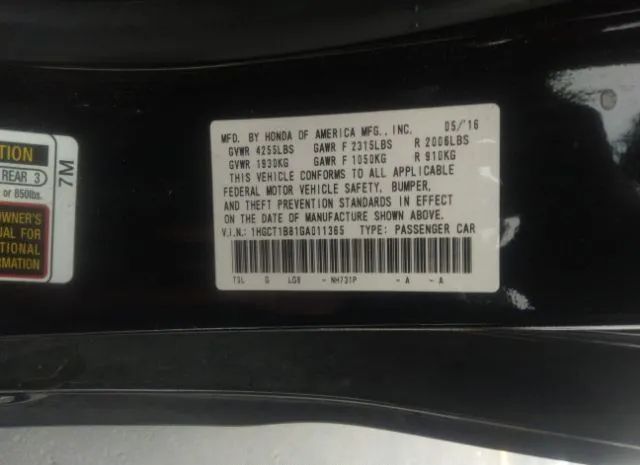 TION
REAR 3
or 850lbs.
OWNER'S
UAL FOR
TIONAL
RMATION
7M
MFD. BY HONDA OF AMERICA MFG., INC. 05/16
GVWR 4255LBS GAWR F 2315LBS R 2006LBS
GVWR 1930KG GAWR F 1050KG R 910KG
THIS VEHICLE CONFORMS TO ALL APPLICABLE
FEDERAL MOTOR VEHICLE SAFETY, BUMPER,
AND THEFT PREVENTION STANDARDS IN EFFECT
ON THE DATE OF MANUFACTURE SHOWN ABOVE.
V.I.N.: 1HGCT1B81GA011365 TYPE: PASSENGER CAR
T3L G LG8 - NH731P - A - A